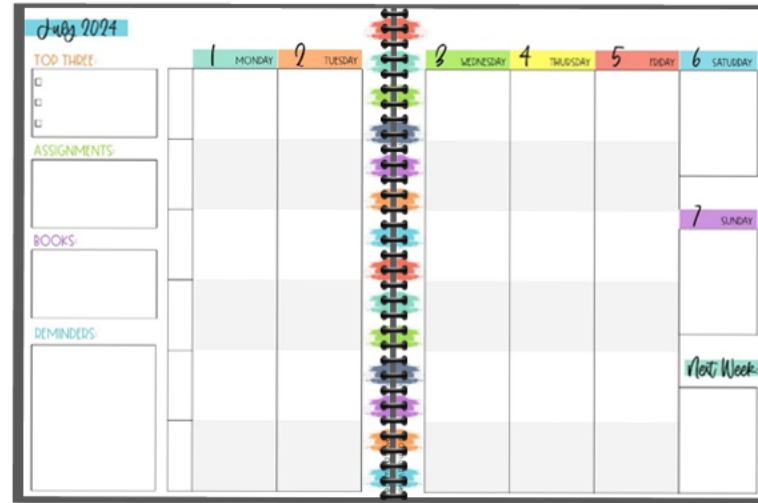 July 2024
TOP THREE:
1 MONDAY
2 TUESDAY
3 WEDNESDAY
4 THURSDAY
5 FRIDAY
6 SATURDAY
ASSIGNMENTS:
7 SUNDAY
BOOKS:
REMINDERS:
Next Week: